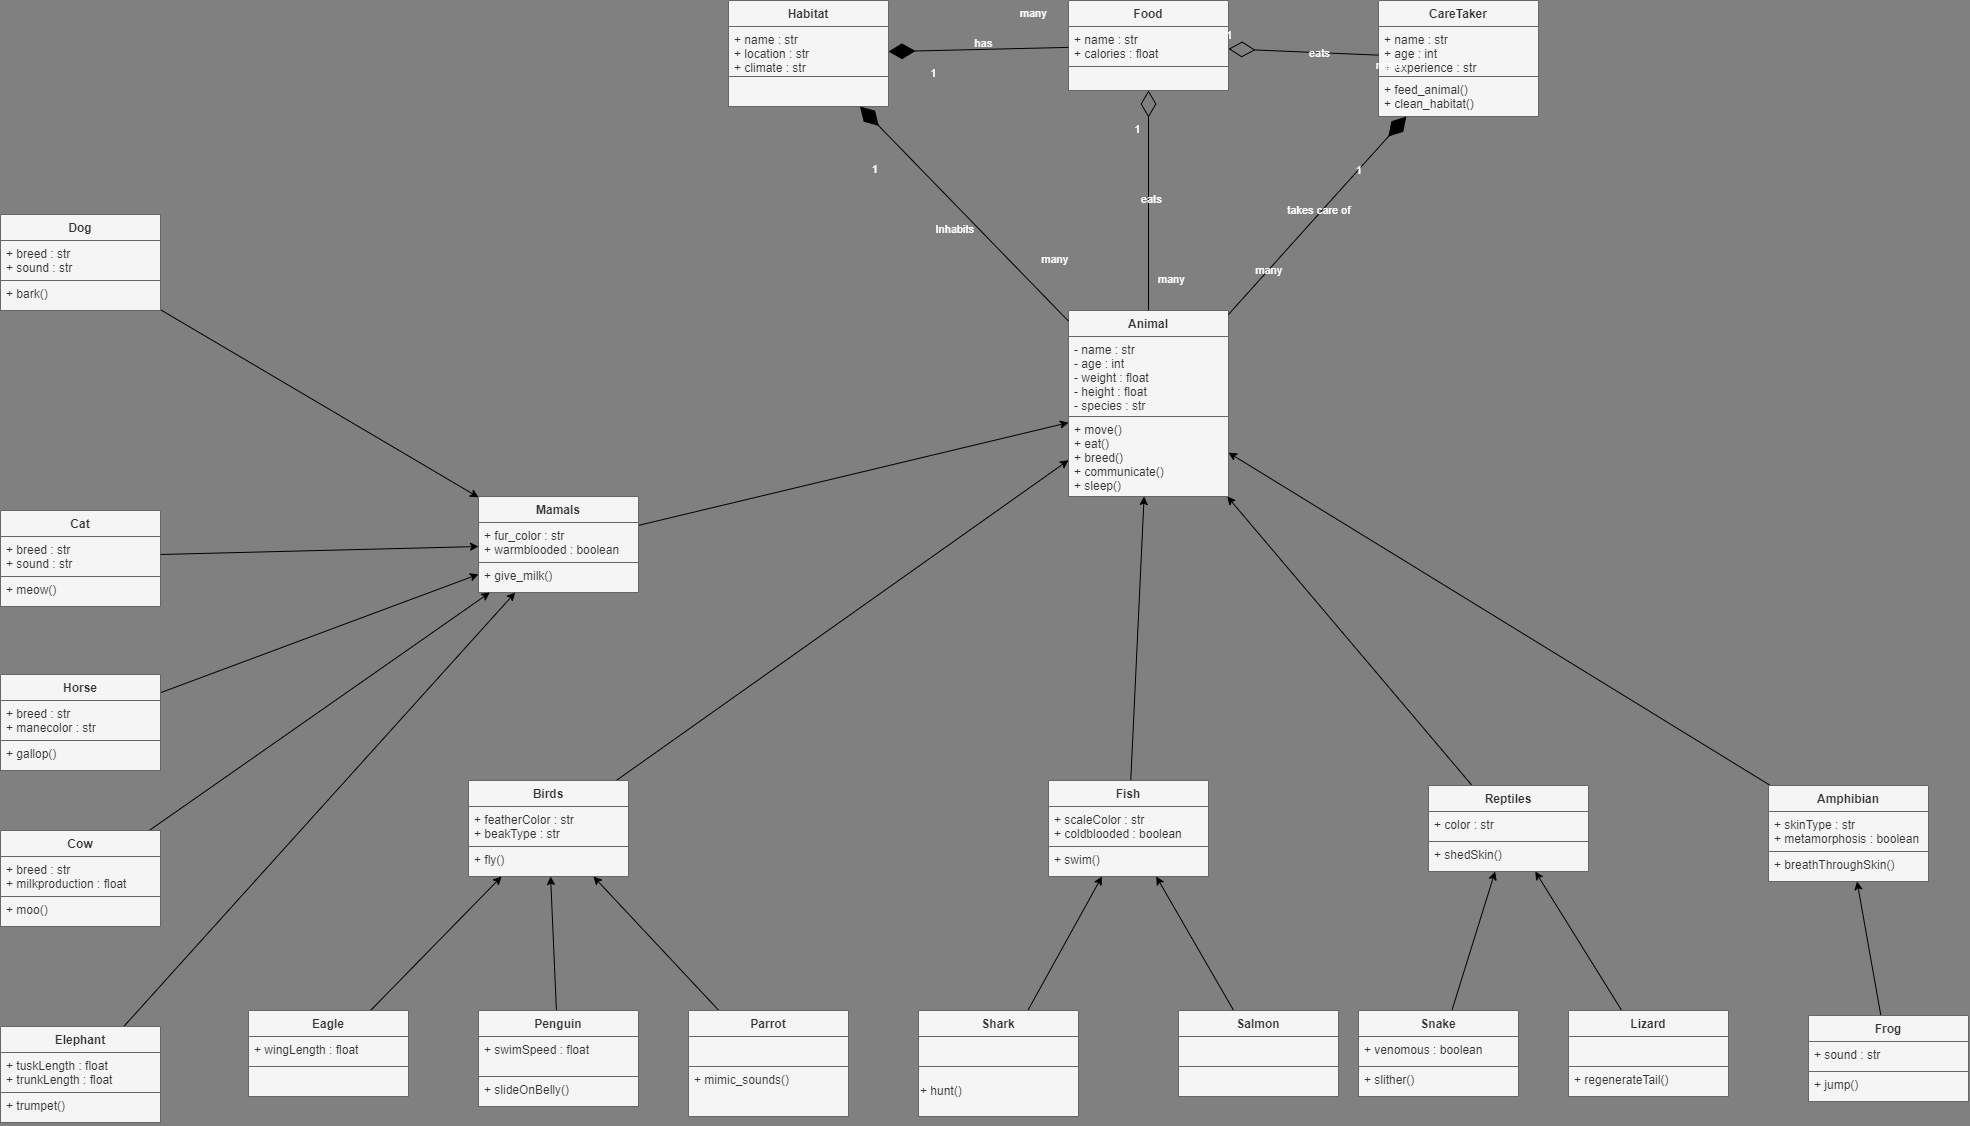 Habitat
+ name : str
+ location : str
+ climate : str
has
many
1
Food
+ name : str
+ calories : float
1
eats
CareTaker
+ name : str
+ age : int
+ experience : str
+ feed_animal()
+ clean_habitat()
1
Inhabits
many
1
eats
many
1
takes care of
many
Dog
+ breed : str
+ sound : str
+ bark()
Animal
- name : str
- age : int
- weight : float
- height : float
- species : str
+ move()
+ eat()
+ breed()
+ communicate()
+ sleep()
Cat
+ breed : str
+ sound : str
+ meow()
Mamals
+ fur_color : str
+ warmblooded : boolean
+ give_milk()
Horse
+ breed : str
+ manecolor : str
+ gallop()
Cow
+ breed : str
+ milkproduction : float
+ moo()
Birds
+ featherColor : str
+ beakType : str
+ fly()
Fish
+ scaleColor : str
+ coldblooded : boolean
+ swim()
Reptiles
+ color : str
+ shedSkin()
Amphibian
+ skinType : str
+ metamorphosis : boolean
+ breathThroughSkin()
Elephant
+ tuskLength : float
+ trunkLength : float
+ trumpet()
Eagle
+ wingLength : float
Penguin
+ swimSpeed : float
+ slideOnBelly()
Parrot
+ mimic_sounds()
Shark
+ hunt()
Salmon
Snake
+ venomous : boolean
+ slither()
Lizard
+ regenerateTail()
Frog
+ sound : str
+ jump()